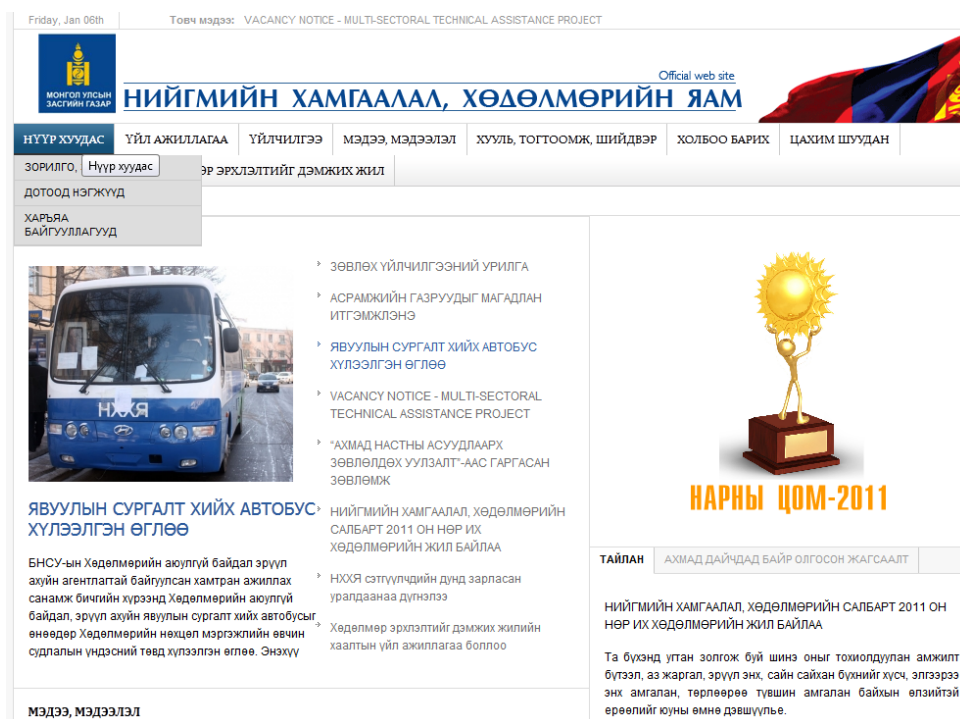 Friday, Jan 06th
Товч мэдээ: VACANCY NOTICE - MULTI-SECTORAL TECHNICAL ASSISTANCE PROJECT
МОНГОЛ УЛСЫН
ЗАСГИЙН ГАЗАР
Official web site
НИЙГМИЙН ХАМГААЛАЛ, ХӨДӨЛМӨРИЙН ЯАМ
НҮҮР ХУУДАС ҮЙЛ АЖИЛЛАГАА ҮЙЛЧИЛГЭЭ МЭДЭЭ, МЭДЭЭЛЭЛ ХУУЛЬ, ТОГТООМЖ, ШИЙДВЭР ХОЛБОО БАРИХ ЦАХИМ ШУУДАН
ЗОРИЛГО, Нүүр хуудас ЭРХЛЭЛТИЙГ ДЭМЖИХ ЖИЛ
ДОТООД НЭГЖҮҮД
ХАРЪЯА
БАЙГУУЛЛАГУУД
НХХЯ
ЯВУУЛЫН СУРГАЛТ ХИЙХ АВТОБУС
ХҮЛЭЭЛГЭН ӨГЛӨӨ
БНСУ-ын Хөдөлмөрийн аюулгүй байдал эрүүл
ахуйн агентлагтай байгуулсан хамтран ажиллах
санамж бичгийн хүрээнд Хөдөлмөрийн аюулгүй
байдал, эрүүл ахуйн явуулын сургалт хийх автобусыг
өнөөдөр Хөдөлмөрийн нөхцөл мэргэжлийн өвчин
судлалын үндэсний төвд хүлээлгэн өглөө. Энэхүү
МЭДЭЭ, МЭДЭЭЛЭЛ
ЗӨВЛӨХ ҮЙЛЧИЛГЭЭНИЙ УРИЛГА
АСРАМЖИЙН ГАЗРУУДЫГ МАГАДЛАН
ИТГЭМЖЛЭНЭ
ЯВУУЛЫН СУРГАЛТ ХИЙХ АВТОБУС
ХҮЛЭЭЛГЭН ӨГЛӨӨ
VACANCY NOTICE - MULTI-SECTORAL
TECHNICAL ASSISTANCE PROJECT
“АХМАД НАСТНЫ АСУУДЛААРХ
ЗӨВЛӨЛДӨХ УУЛЗАЛТ”-ААС ГАРГАСАН
ЗӨВЛӨМЖ
НИЙГМИЙН ХАМГААЛАЛ, ХӨДӨЛМӨРИЙН
САЛБАРТ 2011 ОН НӨР ИХ
ХӨДӨЛМӨРИЙН ЖИЛ БАЙЛАА
НХХЯ сэтгүүлчдийн дунд зарласан
уралдаанаа дүгнэлээ
Хөдөлмөр эрхлэлтийг дэмжих жилийн
хаалтын үйл ажиллагаа боллоо
НАРНЫ ЦОМ-2011
ТАЙЛАН АХМАД ДАЙЧДАД БАЙР ОЛГОСОН ЖАГСААЛТ
НИЙГМИЙН ХАМГААЛАЛ, ХӨДӨЛМӨРИЙН САЛБАРТ 2011 ОН
НӨР ИХ ХӨДӨЛМӨРИЙН ЖИЛ БАЙЛАА
Та бүхэнд угтан золгож буй шинэ оныг тохиолдуулан амжилт
бүтээл, аз жаргал, эрүүл энх, сайн сайхан бүхнийг хүсч, элгээрээ
энх амгалан, төрлөөрөө түвшин амгалан байхын өлзийтэй
ерөөлийг юуны өмнө дэвшүүлье.